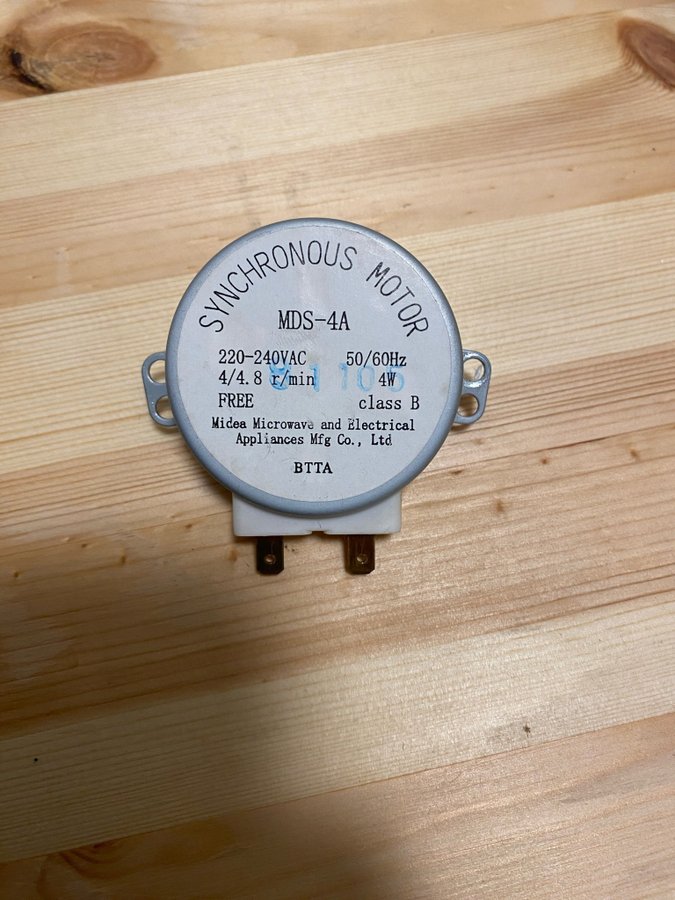 SYNCHRONOUS MOTOR
MDS-4A
220-240VAC 50/60Hz
4/4.8 r/min 4W
FREE class B
Midea Microwave and Electrical
Appliances Mfg Co., Ltd
BTTA